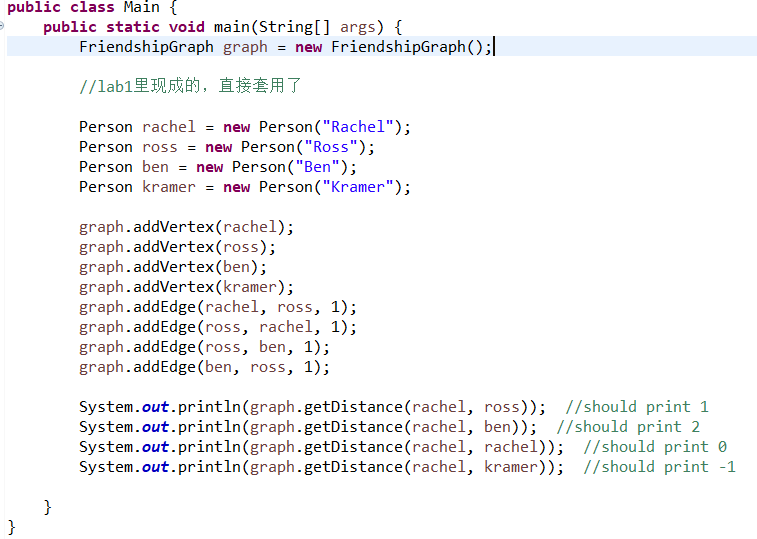 public class Main {
public static void main(String[] args) {
FriendshipGraph graph = new FriendshipGraph();
//lab1里现成的，直接套用了
Person rachel = new Person("Rachel");
Person ross = new Person("Ross");
Person ben = new Person("Ben");
Person kramer = new Person("Kramer");
graph.addVertex(rachel);
graph.addVertex(ross);
graph.addVertex(ben);
graph.addVertex(kramer);
graph.addEdge(rachel, ross, 1);
graph.addEdge(ross, rachel, 1);
graph.addEdge(ross, ben, 1);
graph.addEdge(ben, ross, 1);
System.out.println(graph.getDistance(rachel, ross));  //should print 1
System.out.println(graph.getDistance(rachel, ben));  //should print 2
System.out.println(graph.getDistance(rachel, rachel));  //should print 0
System.out.println(graph.getDistance(rachel, kramer));  //should print -1
}
}